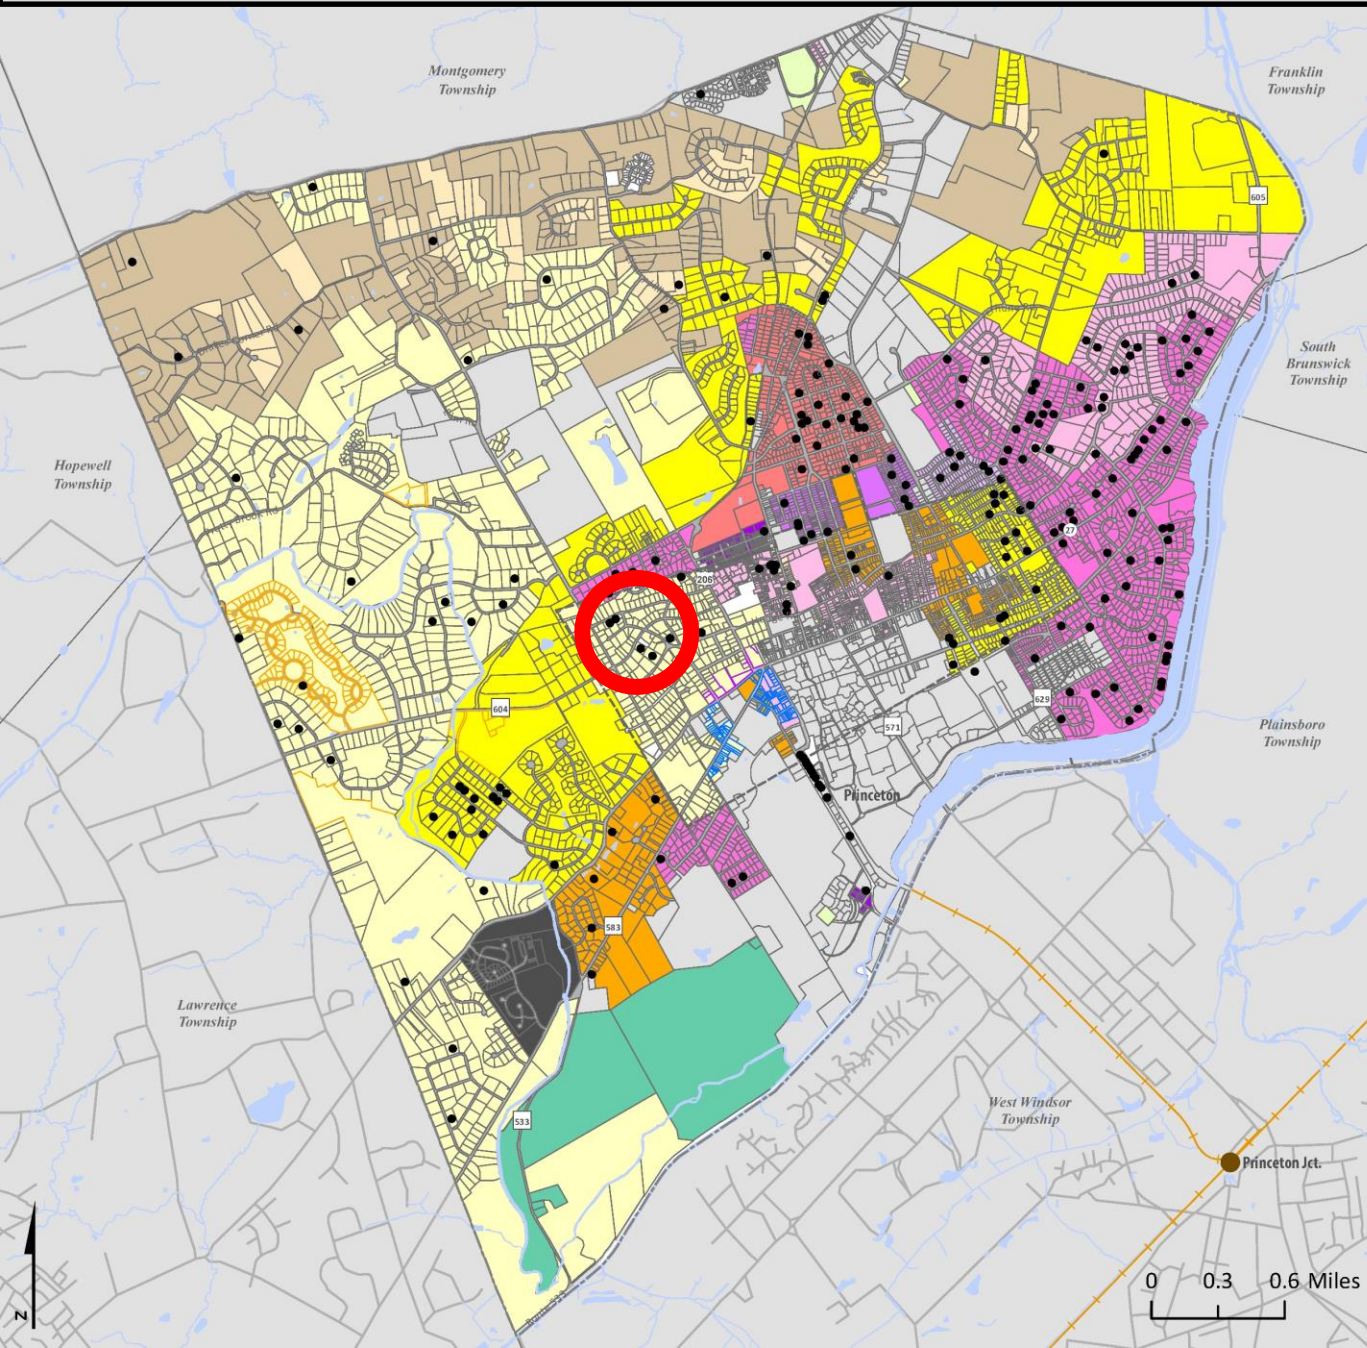 Montgomery
Township
Franklin
Township
605
South
Brunswick
Township
Hopewell
Township
27
206
604
629
571
Plainsboro
Township
Princeton
583
Lawrence
Township
West Windsor
Township
533
Princeton Jct.
0 0.3 0.6 Miles
Z